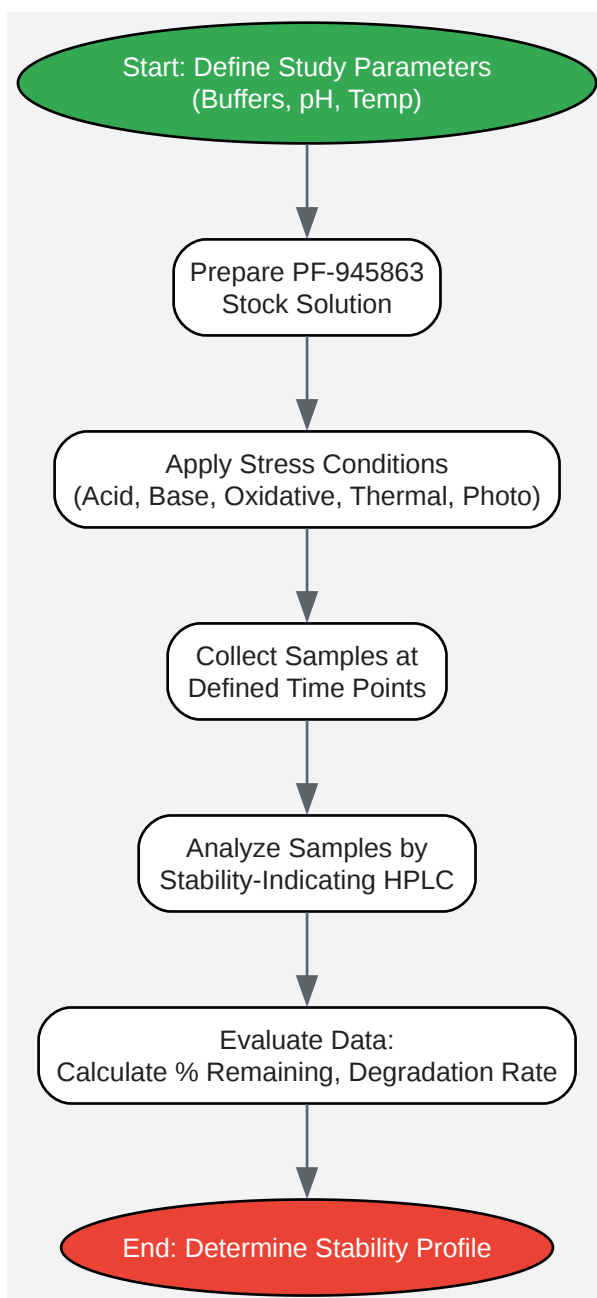 Start: Define Study Parameters
(Buffers, pH, Temp)
Prepare PF-945863
Stock Solution
Apply Stress Conditions
(Acid, Base, Oxidative, Thermal, Photo)
Collect Samples at
Defined Time Points
Analyze Samples by
Stability-Indicating HPLC
Evaluate Data:
Calculate % Remaining, Degradation Rate
End: Determine Stability Profile